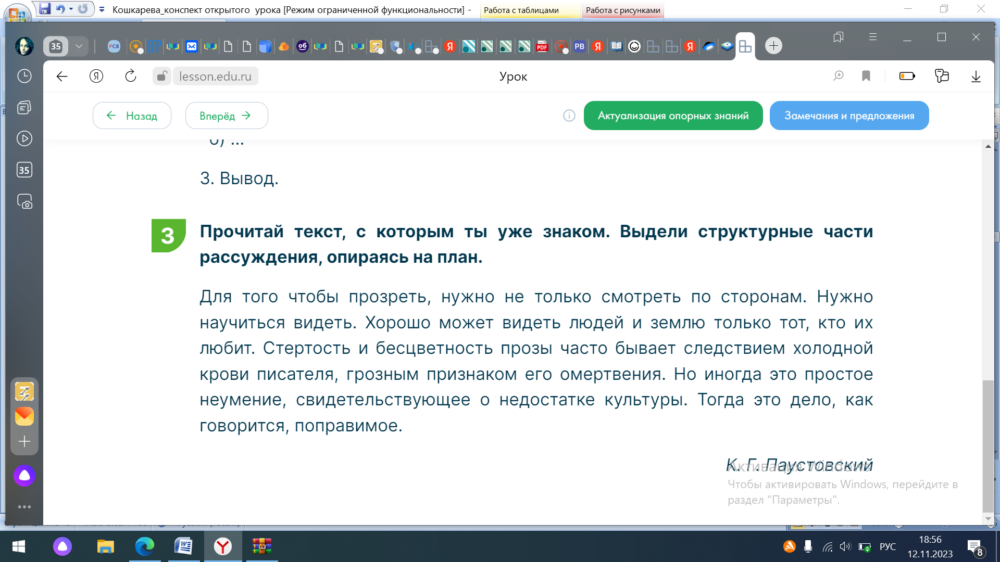 Кошкарева_конспект открытого урока [Режим ограниченной функциональности] -
Работа с таблицами
Работа с рисунками
35
lesson.edu.ru
Урок
Назад
Вперёд
Актуализация опорных знаний
Замечания и предложения
35
3. Вывод.
3
Прочитай текст, с которым ты уже знаком. Выдели структурные части
рассуждения, опираясь на план.
Для того чтобы прозреть, нужно не только смотреть по сторонам. Нужно
научиться видеть. Хорошо может видеть людей и землю только тот, кто их
любит. Стертость и бесцветность прозы часто бывает следствием холодной
крови писателя, грозным признаком его омертвения. Но иногда это простое
неумение, свидетельствующее о недостатке культуры. Тогда это дело, как
говорится, поправимое.
К. Г. Паустовский
Активация Windows
Чтобы активировать Windows, перейдите в
раздел "Параметры".
РУС
18:56
12.11.2023
8